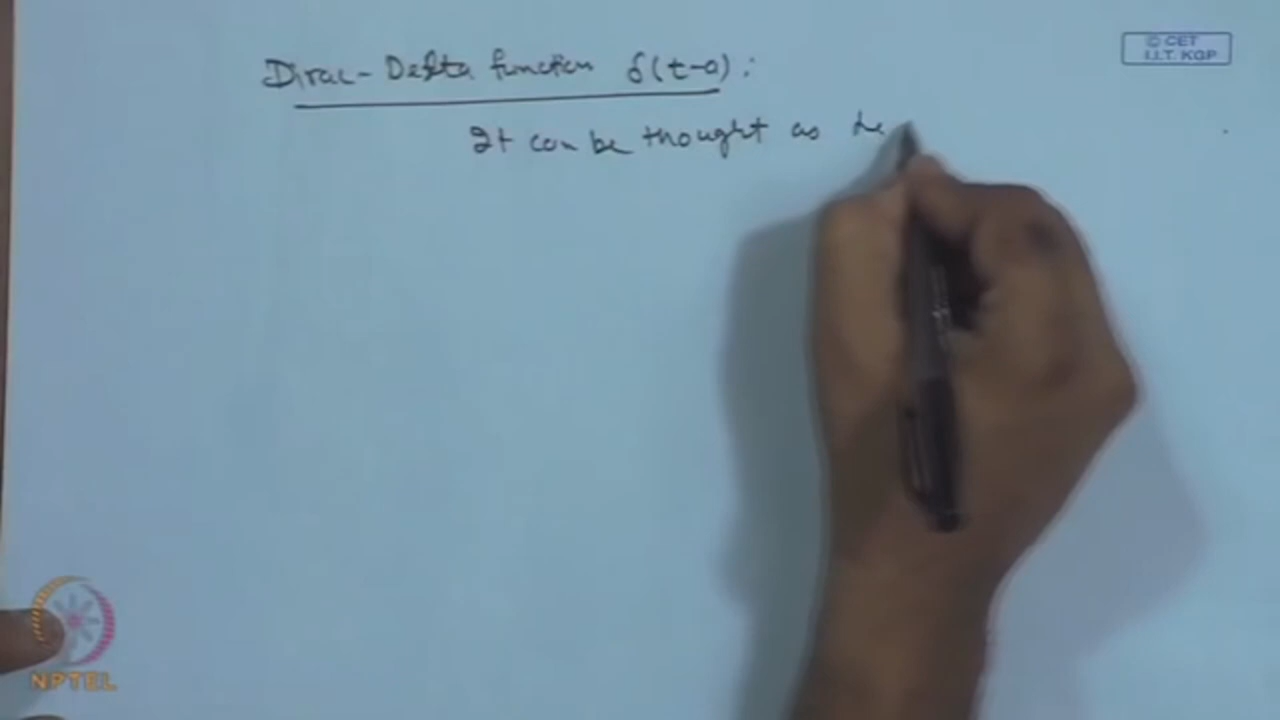 Dirac-Delta function δ(t-a):
It can be thought as
© CET
I.I.T. KGP
NPTEL